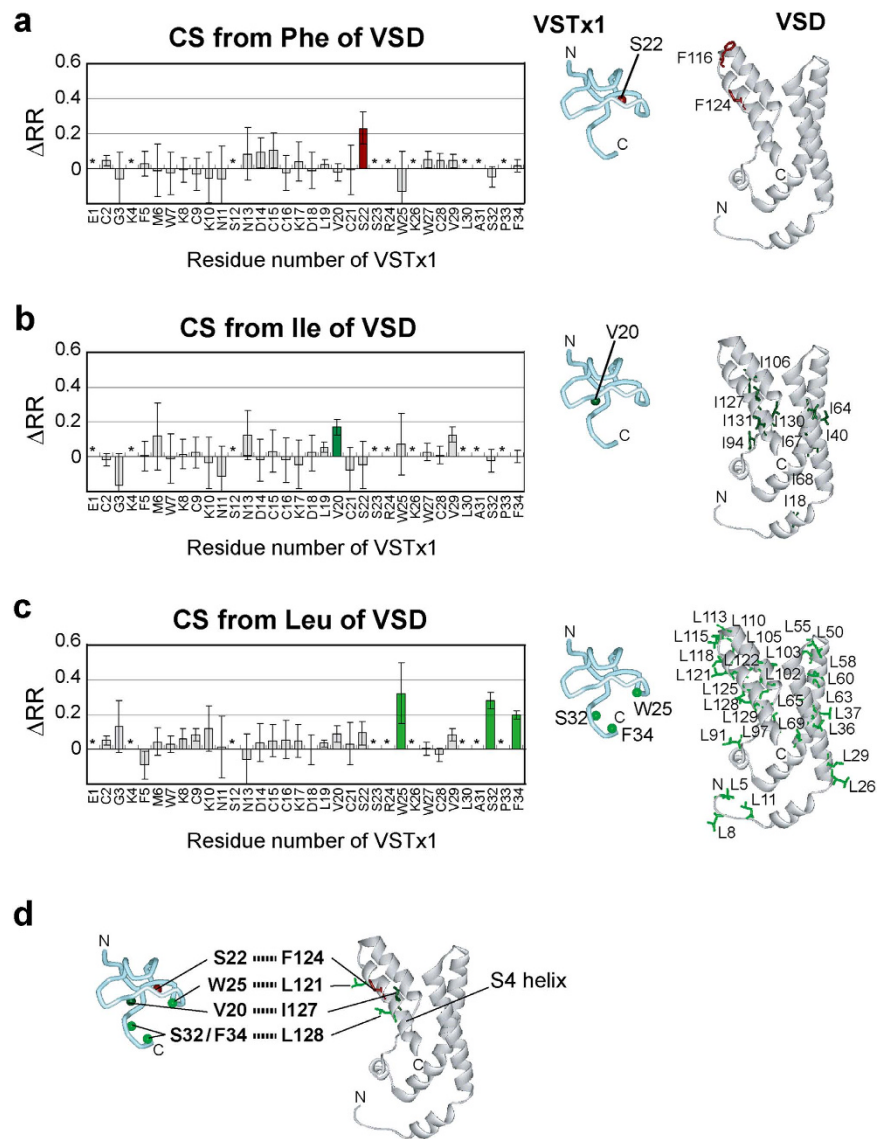 a
CS from Phe of VSD
VSTx1
VSD
0.6
0.4
0.2
0
ΔRR
* * * * * * * * *
E1 C2 G3 K4 F5 M6 W7 K8 C9 K10 N11 S12 N13 D14 C15 C16 K17 D18 L19 V20 C21 S22 S23 R24 W25 K26 W27 C28 V29 L30 A31 S32 P33 F34
Residue number of VSTx1
N
S22
C
F116
F124
C
N
b
CS from Ile of VSD
0.6
0.4
0.2
0
ΔRR
* * * * * * * * *
E1 C2 G3 K4 F5 M6 W7 K8 C9 K10 N11 S12 N13 D14 C15 C16 K17 D18 L19 V20 C21 S22 S23 R24 W25 K26 W27 C28 V29 L30 A31 S32 P33 F34
Residue number of VSTx1
V20
N
C
I106
I127
I131 I130 I64
I94 I67 I40
C
I68
N
I18
c
CS from Leu of VSD
0.6
0.4
0.2
0
ΔRR
* * * * * * * * *
E1 C2 G3 K4 F5 M6 W7 K8 C9 K10 N11 S12 N13 D14 C15 C16 K17 D18 L19 V20 C21 S22 S23 R24 W25 K26 W27 C28 V29 L30 A31 S32 P33 F34
Residue number of VSTx1
N
W25
S32 C
F34
L113 L110
L115 L105 L55 L50
L118 L122 L103 L58
L121 L102 L60
L125 L63
L128 L65 L37
L129 L69 L36
L91 L97
C
L29
N L5 L11 L26
L8
d
N
S22 F124
W25 L121
V20 I127
S32/F34 L128
C
S4 helix
C
N